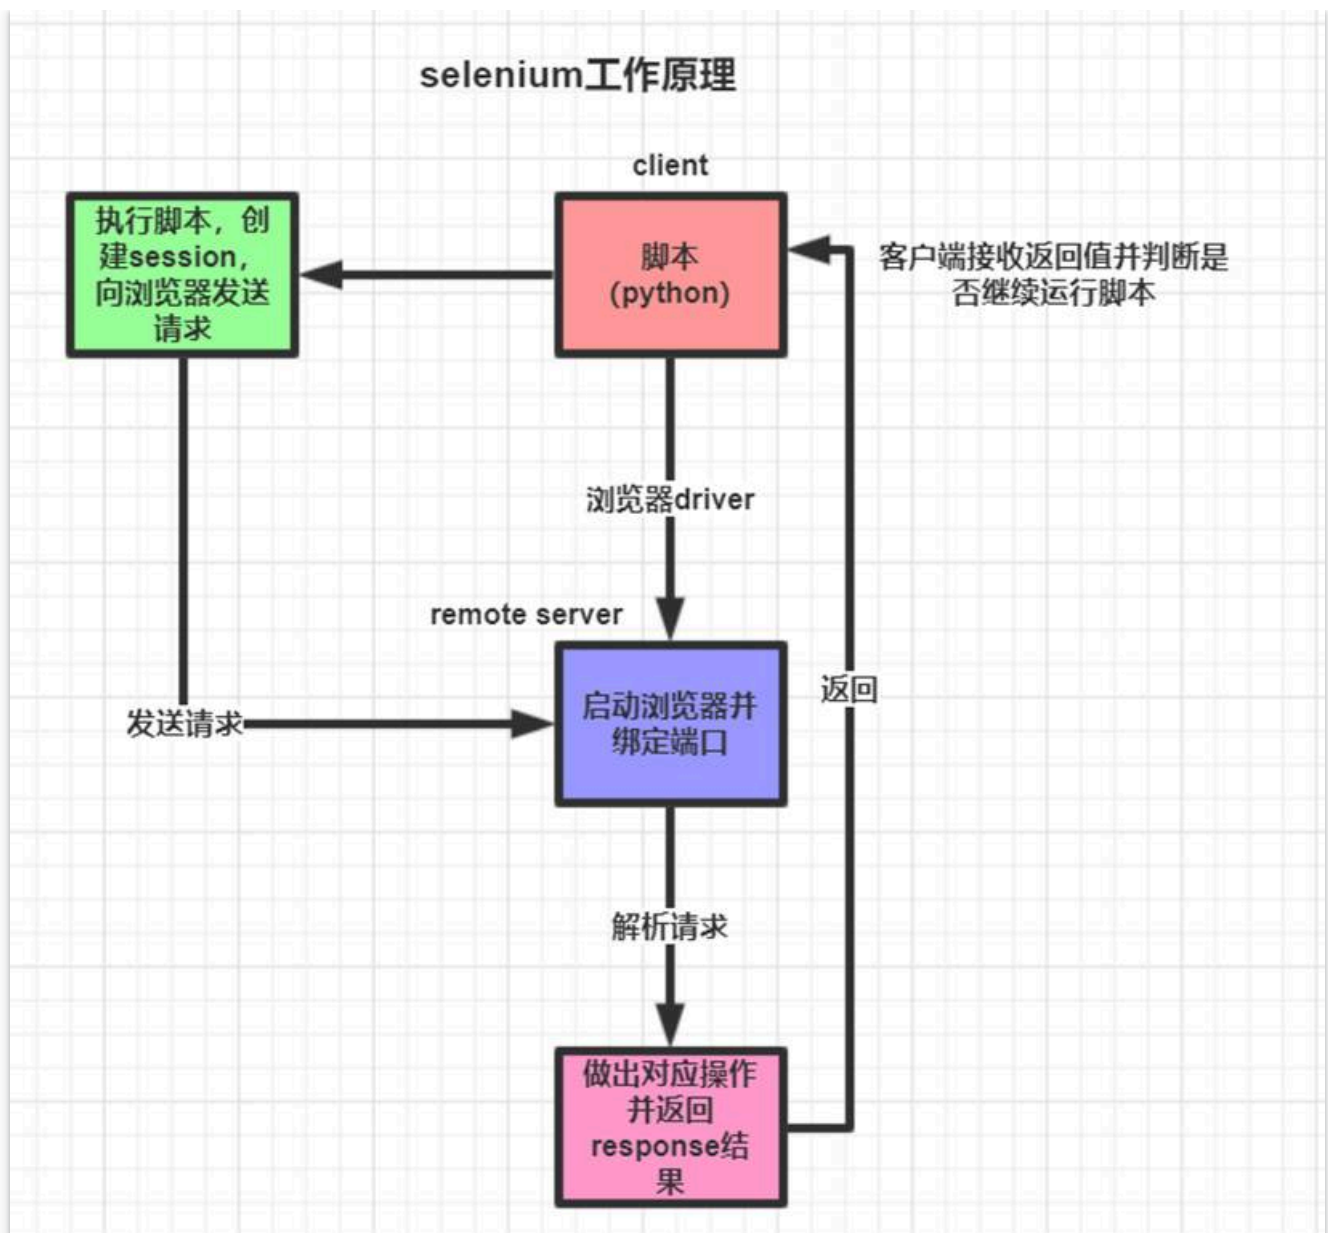 selenium工作原理
client
执行脚本，创
建session，
向浏览器发送
请求
脚本
(python)
客户端接收返回值并判断是
否继续运行脚本
浏览器driver
remote server
启动浏览器并
绑定端口
返回
发送请求
解析请求
做出对应操作
并返回
response结
果